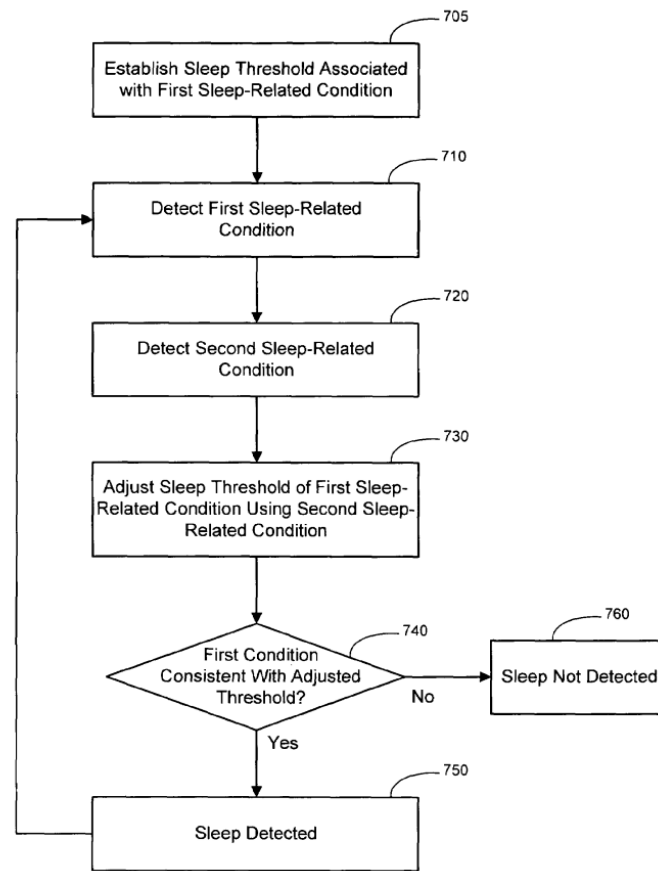 705
Establish Sleep Threshold Associated
with First Sleep-Related Condition
710
Detect First Sleep-Related
Condition
720
Detect Second Sleep-Related
Condition
730
Adjust Sleep Threshold of First Sleep-
Related Condition Using Second Sleep-
Related Condition
740
First Condition
Consistent With Adjusted
Threshold?
No
760
Sleep Not Detected
Yes
750
Sleep Detected